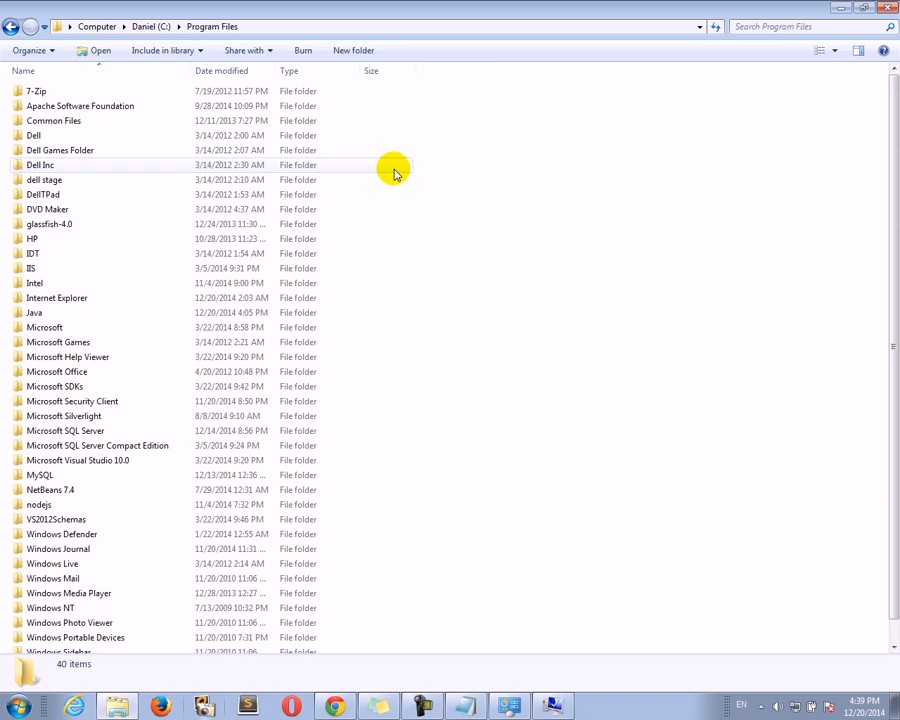 Computer Daniel (C:) Program Files Search Program Files
Organize Open Include in library Share with Burn New folder
Name Date modified Type Size
7-Zip 7/19/2012 11:57 PM File folder
Apache Software Foundation 9/28/2014 10:09 PM File folder
Common Files 12/11/2013 7:27 PM File folder
Dell 3/14/2012 2:00 AM File folder
Dell Games Folder 3/14/2012 2:07 AM File folder
Dell Inc 3/14/2012 2:30 AM File folder
dell stage 3/14/2012 2:10 AM File folder
DellTPad 3/14/2012 1:53 AM File folder
DVD Maker 3/14/2012 4:37 AM File folder
glassfish-4.0 12/24/2013 11:30 ... File folder
HP 10/28/2013 11:23 ... File folder
IDT 3/14/2012 1:54 AM File folder
IIS 3/5/2014 9:31 PM File folder
Intel 11/4/2014 9:00 PM File folder
Internet Explorer 12/20/2014 2:03 AM File folder
Java 12/20/2014 4:05 PM File folder
Microsoft 3/22/2014 8:58 PM File folder
Microsoft Games 3/14/2012 2:21 AM File folder
Microsoft Help Viewer 3/22/2014 9:20 PM File folder
Microsoft Office 4/20/2012 10:48 PM File folder
Microsoft SDKs 3/22/2014 9:42 PM File folder
Microsoft Security Client 11/20/2014 8:50 PM File folder
Microsoft Silverlight 8/8/2014 9:10 AM File folder
Microsoft SQL Server 12/14/2014 8:56 PM File folder
Microsoft SQL Server Compact Edition 3/5/2014 9:24 PM File folder
Microsoft Visual Studio 10.0 3/22/2014 9:20 PM File folder
MySQL 12/13/2014 12:36 ... File folder
NetBeans 7.4 7/29/2014 12:31 AM File folder
nodejs 11/4/2014 7:32 PM File folder
VS2012Schemas 3/22/2014 9:46 PM File folder
Windows Defender 1/22/2014 12:55 AM File folder
Windows Journal 11/20/2014 11:31 ... File folder
Windows Live 3/14/2012 2:14 AM File folder
Windows Mail 11/20/2010 11:06 ... File folder
Windows Media Player 12/28/2013 12:27 ... File folder
Windows NT 7/13/2009 10:32 PM File folder
Windows Photo Viewer 11/20/2010 11:06 ... File folder
Windows Portable Devices 11/20/2010 7:31 PM File folder
Windows Sidebar 11/20/2010 11:06 ... File folder
40 items
EN 4:39 PM
12/20/2014